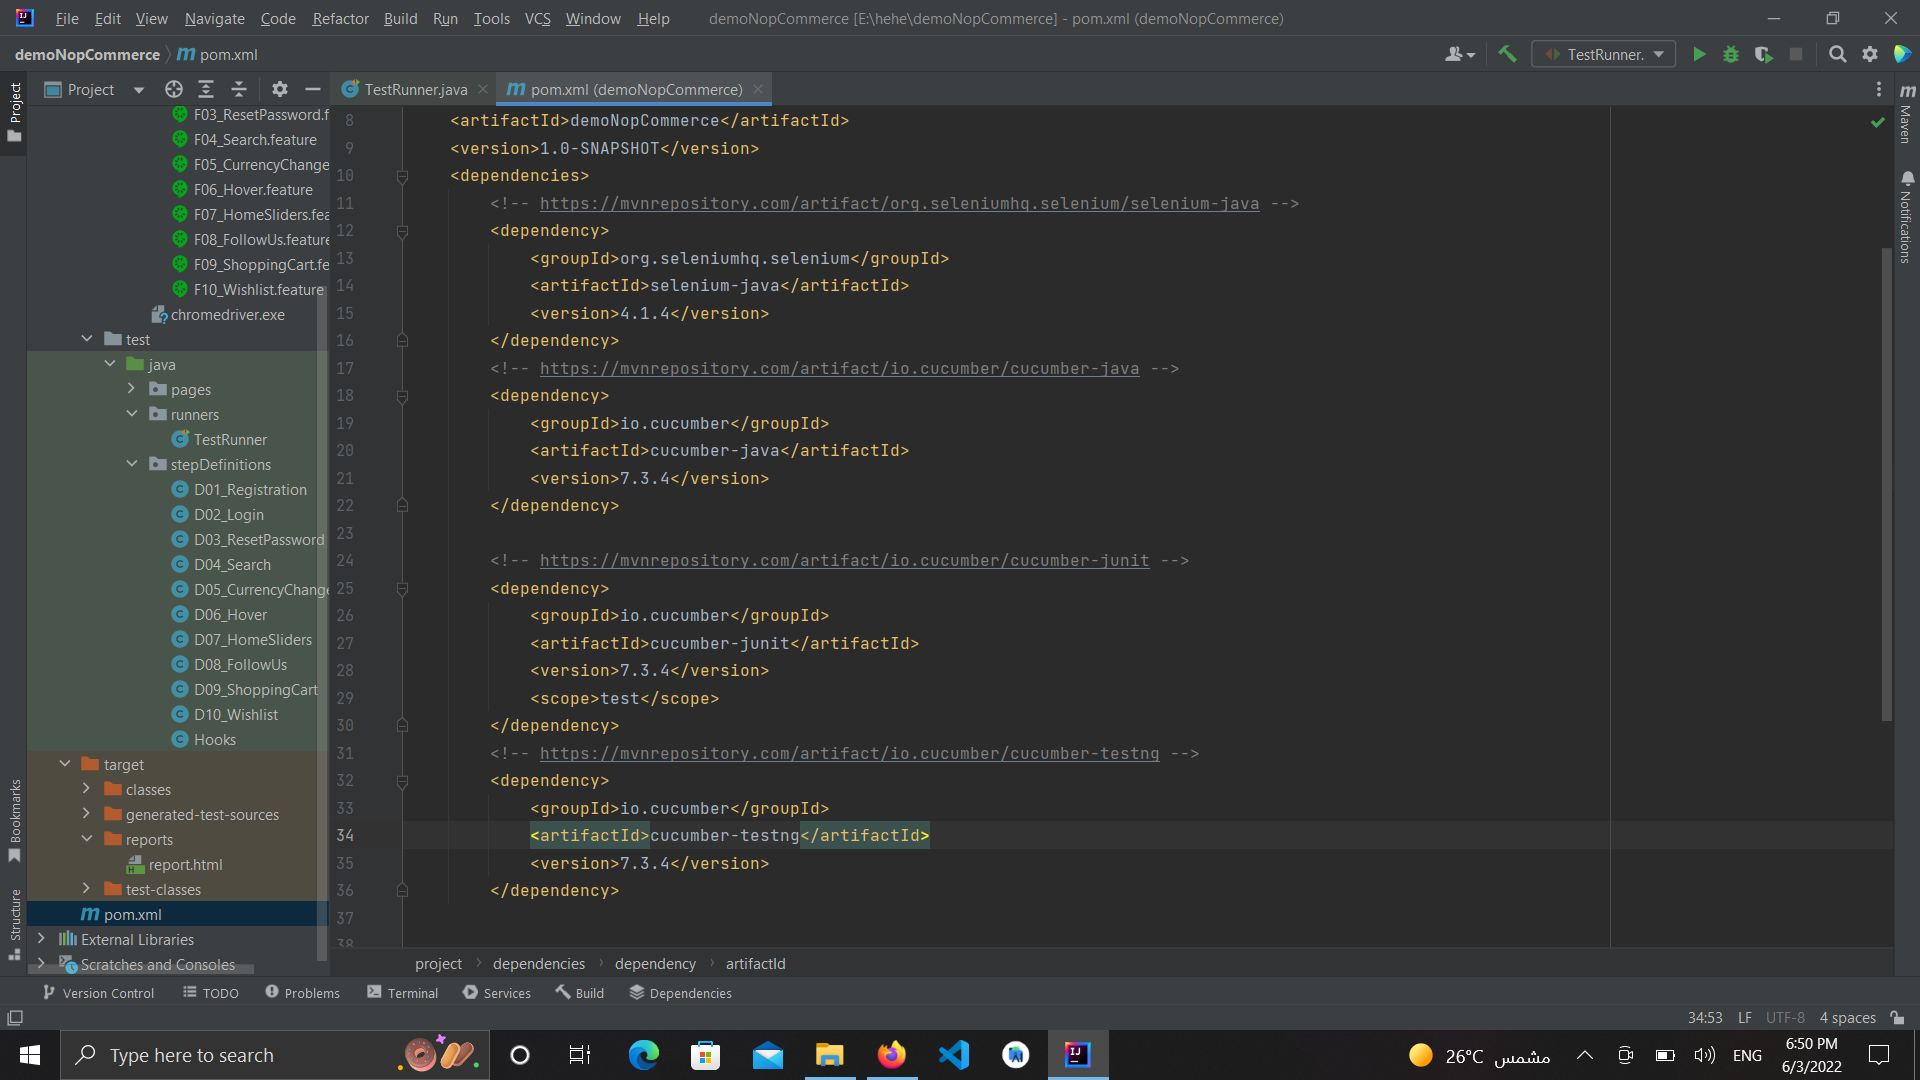 File Edit View Navigate Code Refactor Build Run Tools VCS Window Help demoNopCommerce [E:\hehe\demoNopCommerce] - pom.xml (demoNopCommerce)
demoNopCommerce pom.xml TestRunner.
Project
Project
TestRunner.java
pom.xml (demoNopCommerce)
F03_ResetPassword.f
F04_Search.feature
F05_CurrencyChange
F06_Hover.feature
F07_HomeSliders.fea
F08_FollowUs.feature
F09_ShoppingCart.fe
F10_Wishlist.feature
chromedriver.exe
test
java
pages
runners
TestRunner
stepDefinitions
D01_Registration
D02_Login
D03_ResetPassword
D04_Search
D05_CurrencyChange
D06_Hover
D07_HomeSliders
D08_FollowUs
D09_ShoppingCart
D10_Wishlist
Hooks
target
classes
generated-test-sources
reports
report.html
test-classes
pom.xml
External Libraries
Scratches and Consoles
Bookmarks
Structure
8 <artifactId>demoNopCommerce</artifactId>
9 <version>1.0-SNAPSHOT</version>
10 <dependencies>
11 <!-- https://mvnrepository.com/artifact/org.seleniumhq.selenium/selenium-java -->
12 <dependency>
13 <groupId>org.seleniumhq.selenium</groupId>
14 <artifactId>selenium-java</artifactId>
15 <version>4.1.4</version>
16 </dependency>
17 <!-- https://mvnrepository.com/artifact/io.cucumber/cucumber-java -->
18 <dependency>
19 <groupId>io.cucumber</groupId>
20 <artifactId>cucumber-java</artifactId>
21 <version>7.3.4</version>
22 </dependency>
23
24 <!-- https://mvnrepository.com/artifact/io.cucumber/cucumber-junit -->
25 <dependency>
26 <groupId>io.cucumber</groupId>
27 <artifactId>cucumber-junit</artifactId>
28 <version>7.3.4</version>
29 <scope>test</scope>
30 </dependency>
31 <!-- https://mvnrepository.com/artifact/io.cucumber/cucumber-testng -->
32 <dependency>
33 <groupId>io.cucumber</groupId>
34 <artifactId>cucumber-testng</artifactId>
35 <version>7.3.4</version>
36 </dependency>
37
38
Maven
Notifications
project dependencies dependency artifactId
Version Control TODO Problems Terminal Services Build Dependencies
34:53 LF UTF-8 4 spaces
Type here to search
26°C مشمس
ENG
6:50 PM
6/3/2022